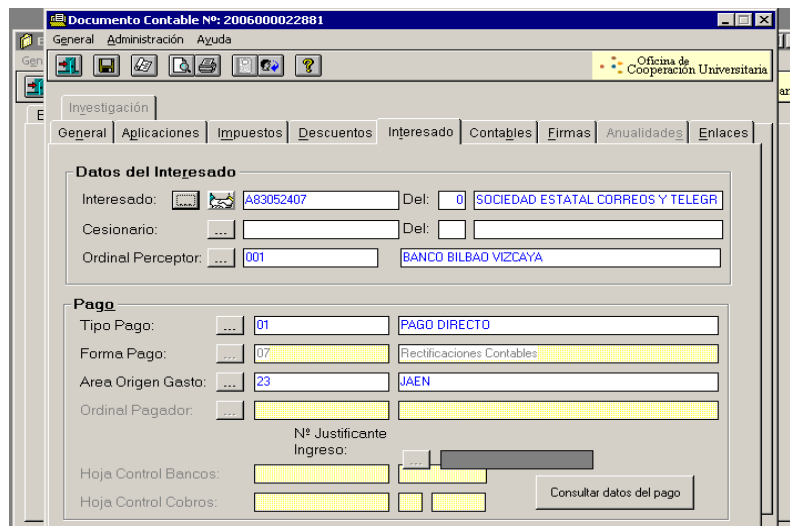 Documento Contable Nº: 2006000022881
General Administración Ayuda
Oficina de
Cooperación Universitaria
Investigación
General Aplicaciones Impuestos Descuentos Interesado Contables Firmas Anualidades Enlaces
Datos del Interesado
Interesado: ... A83052407 Del: 0 SOCIEDAD ESTATAL CORREOS Y TELEGR
Cesionario: ... Del:
Ordinal Perceptor: ... 001 BANCO BILBAO VIZCAYA
Pago
Tipo Pago: ... 01 PAGO DIRECTO
Forma Pago: ... 07 Rectificaciones Contables
Area Origen Gasto: ... 23 JAEN
Ordinal Pagador: ...
Nº Justificante
Ingreso: ...
Hoja Control Bancos:
Hoja Control Cobros:
Consultar datos del pago